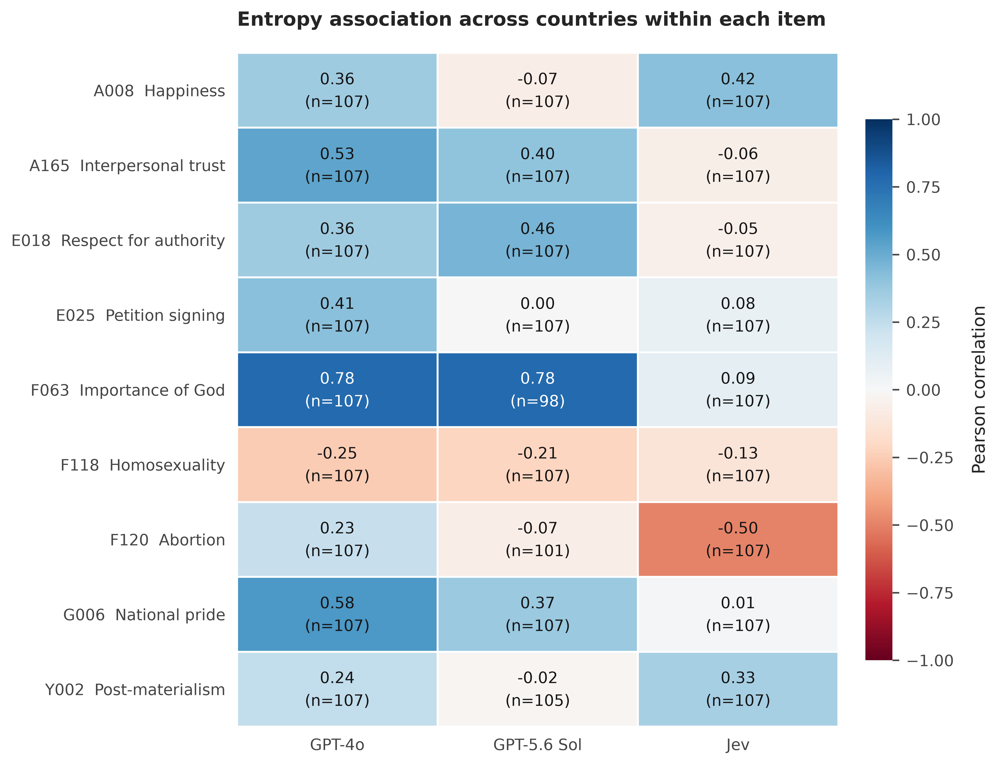 Entropy association across countries within each item
A008  Happiness
0.36
(n=107)
-0.07
(n=107)
0.42
(n=107)
A165  Interpersonal trust
0.53
(n=107)
0.40
(n=107)
-0.06
(n=107)
E018  Respect for authority
0.36
(n=107)
0.46
(n=107)
-0.05
(n=107)
E025  Petition signing
0.41
(n=107)
0.00
(n=107)
0.08
(n=107)
F063  Importance of God
0.78
(n=107)
0.78
(n=98)
0.09
(n=107)
F118  Homosexuality
-0.25
(n=107)
-0.21
(n=107)
-0.13
(n=107)
F120  Abortion
0.23
(n=107)
-0.07
(n=101)
-0.50
(n=107)
G006  National pride
0.58
(n=107)
0.37
(n=107)
0.01
(n=107)
Y002  Post-materialism
0.24
(n=107)
-0.02
(n=105)
0.33
(n=107)
GPT-4o
GPT-5.6 Sol
Jev
1.00
0.75
0.50
0.25
0.00
−0.25
−0.50
−0.75
−1.00
Pearson correlation